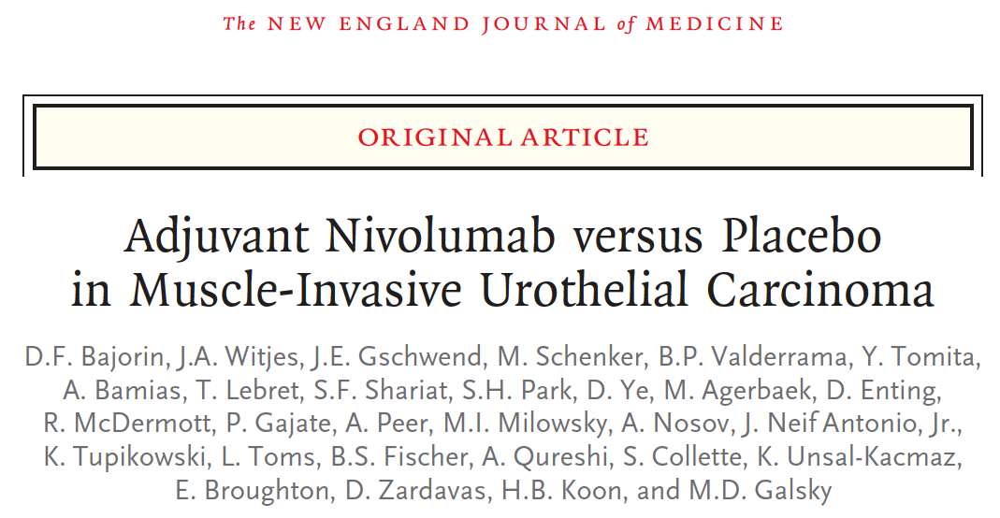 The NEW ENGLAND JOURNAL of MEDICINE
ORIGINAL ARTICLE
Adjuvant Nivolumab versus Placebo
in Muscle-Invasive Urothelial Carcinoma
D.F. Bajorin, J.A. Witjes, J.E. Gschwend, M. Schenker, B.P. Valderrama, Y. Tomita,
A. Bamias, T. Lebret, S.F. Shariat, S.H. Park, D. Ye, M. Agerbaek, D. Enting,
R. McDermott, P. Gajate, A. Peer, M.I. Milowsky, A. Nosov, J. Neif Antonio, Jr.,
K. Tupikowski, L. Toms, B.S. Fischer, A. Qureshi, S. Collette, K. Unsal-Kacmaz,
E. Broughton, D. Zardavas, H.B. Koon, and M.D. Galsky